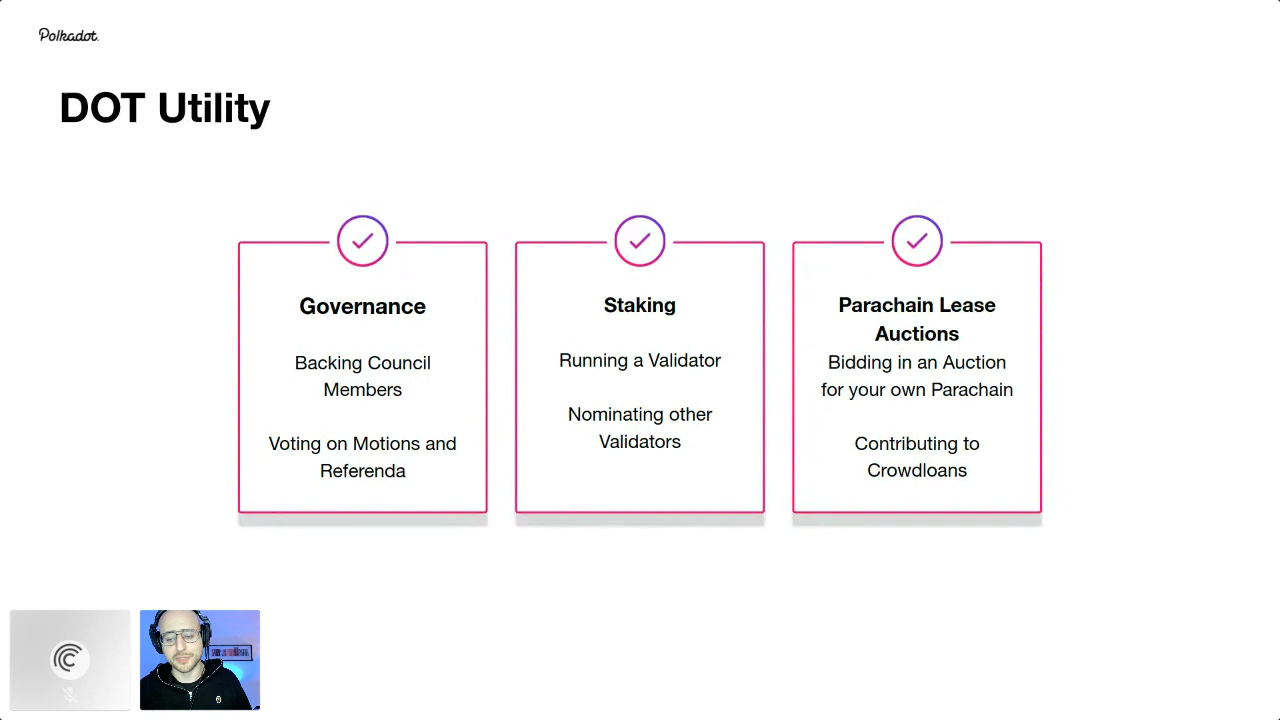 Polkadot.
DOT Utility
Governance
Backing Council
Members
Voting on Motions and
Referenda
Staking
Running a Validator
Nominating other
Validators
Parachain Lease
Auctions
Bidding in an Auction
for your own Parachain
Contributing to
Crowdloans